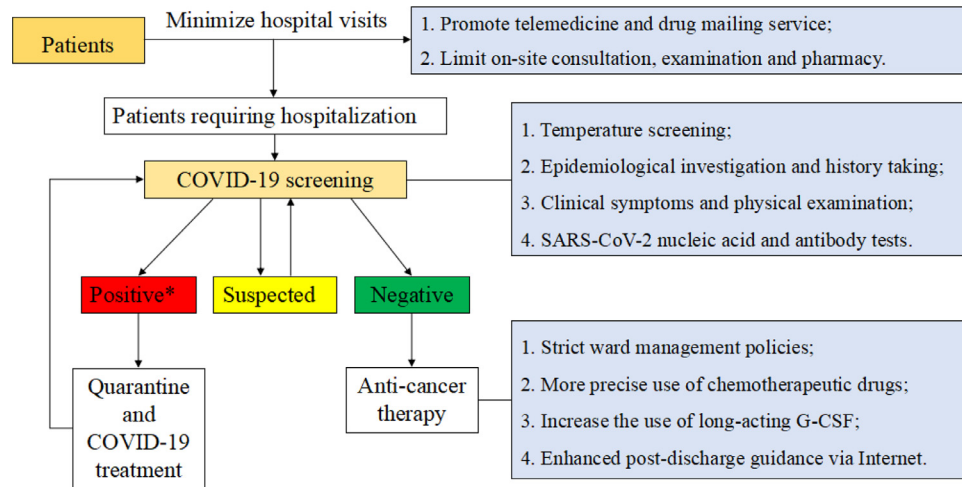 Minimize hospital visits
Patients
1. Promote telemedicine and drug mailing service;
2. Limit on-site consultation, examination and pharmacy.
Patients requiring hospitalization
COVID-19 screening
1. Temperature screening;
2. Epidemiological investigation and history taking;
3. Clinical symptoms and physical examination;
4. SARS-CoV-2 nucleic acid and antibody tests.
Positive*
Suspected
Negative
Quarantine
and
COVID-19
treatment
Anti-cancer
therapy
1. Strict ward management policies;
2. More precise use of chemotherapeutic drugs;
3. Increase the use of long-acting G-CSF;
4. Enhanced post-discharge guidance via Internet.